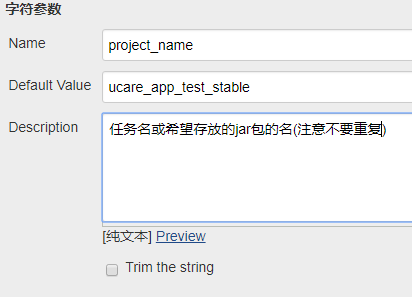 字符参数
Name project_name
Default Value ucare_app_test_stable
Description 任务名或希望存放的jar包的名(注意不要重复)
[纯文本] Preview
Trim the string